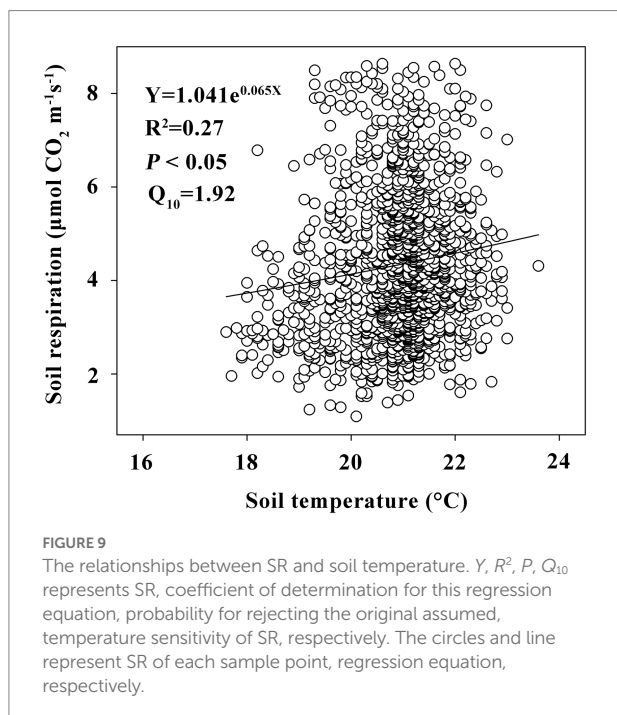 8
6
4
2
Soil respiration (μmol CO₂ m⁻¹s⁻¹)
Y=1.041e⁰·⁰⁶⁵ˣ
R²=0.27
P < 0.05
Q₁₀=1.92
16 18 20 22 24
Soil temperature (°C)
FIGURE 9
The relationships between SR and soil temperature. Y, R², P, Q₁₀
represents SR, coefficient of determination for this regression
equation, probability for rejecting the original assumed,
temperature sensitivity of SR, respectively. The circles and line
represent SR of each sample point, regression equation,
respectively.